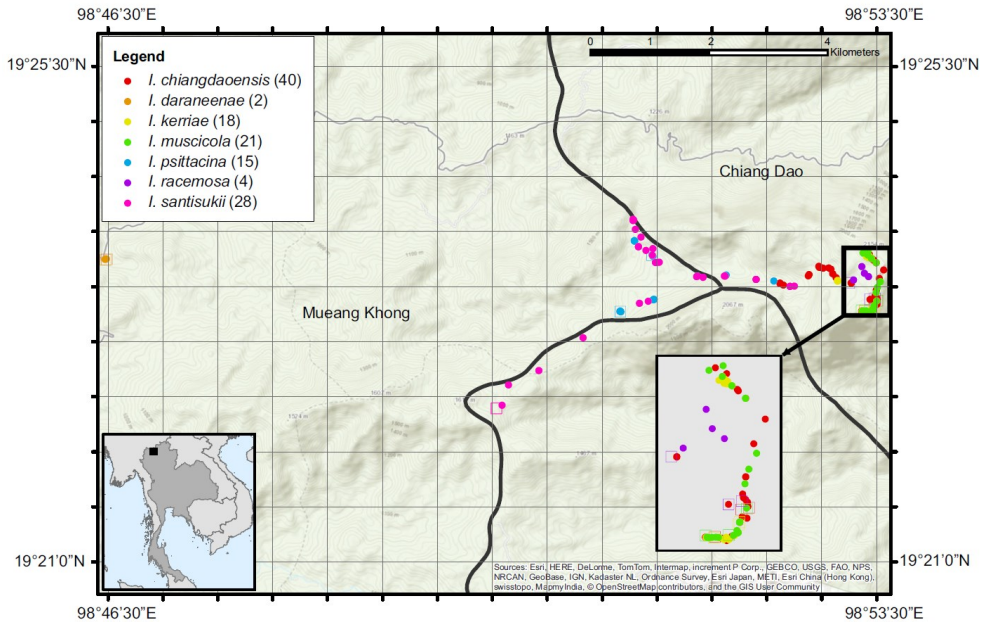 98°46'30"E
98°53'30"E
19°25'30"N
19°25'30"N
Legend
I. chiangdaoensis (40)
I. daraneenae (2)
I. kerriae (18)
I. muscicola (21)
I. psittacina (15)
I. racemosa (4)
I. santisukii (28)
0 1 2 4
Kilometers
Chiang Dao
Mueang Khong
19°21'0"N
19°21'0"N
Sources: Esri, HERE, DeLorme, TomTom, Intermap, increment P Corp., GEBCO, USGS, FAO, NPS,
NRCAN, GeoBase, IGN, Kadaster NL, Ordnance Survey, Esri Japan, METI, Esri China (Hong Kong),
swisstopo, MapmyIndia, © OpenStreetMap contributors, and the GIS User Community
98°46'30"E
98°53'30"E